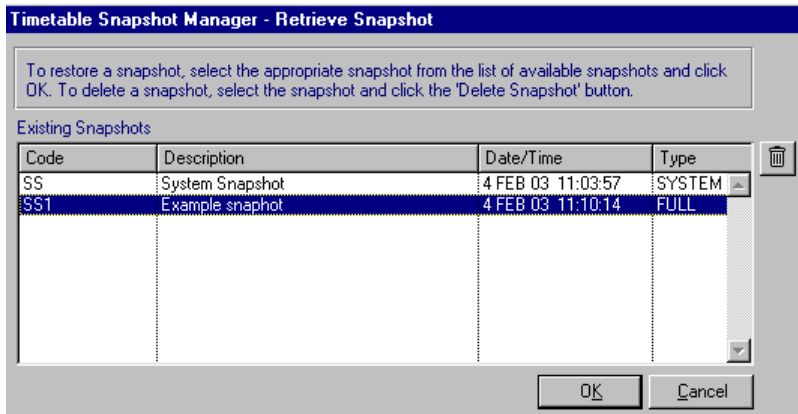 Timetable Snapshot Manager - Retrieve Snapshot
To restore a snapshot, select the appropriate snapshot from the list of available snapshots and click
OK. To delete a snapshot, select the snapshot and click the 'Delete Snapshot' button.
Existing Snapshots
Code Description Date/Time Type
SS System Snapshot 4 FEB 03 11:03:57 SYSTEM
SS1 Example snaphot 4 FEB 03 11:10:14 FULL
OK Cancel